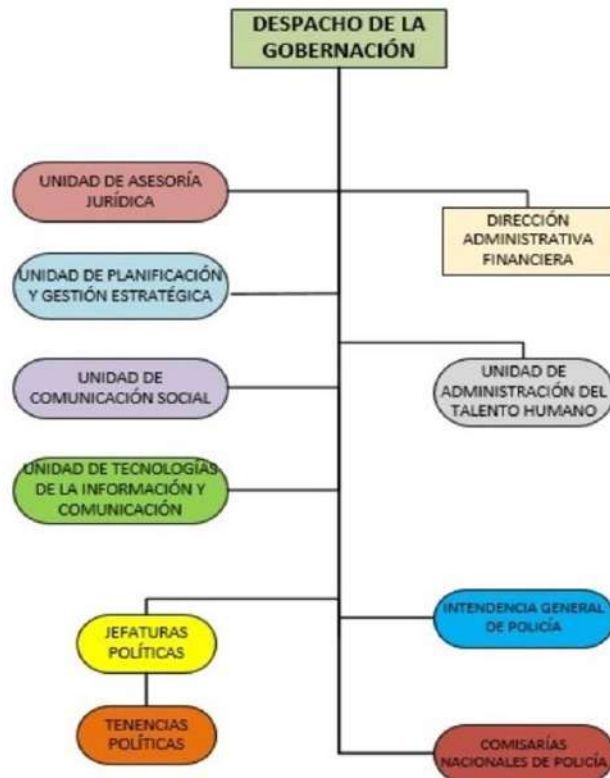 DESPACHO DE LA
GOBERNACIÓN
UNIDAD DE ASESORÍA
JURÍDICA
DIRECCIÓN
ADMINISTRATIVA
FINANCIERA
UNIDAD DE PLANIFICACIÓN
Y GESTIÓN ESTRATÉGICA
UNIDAD DE
COMUNICACIÓN SOCIAL
UNIDAD DE
ADMINISTRACIÓN DEL
TALENTO HUMANO
UNIDAD DE TECNOLOGÍAS
DE LA INFORMACIÓN Y
COMUNICACIÓN
JEFATURAS
POLÍTICAS
INTENDENCIA GENERAL
DE POLICÍA
TENENCIAS
POLÍTICAS
COMISARÍAS
NACIONALES DE POLICÍA